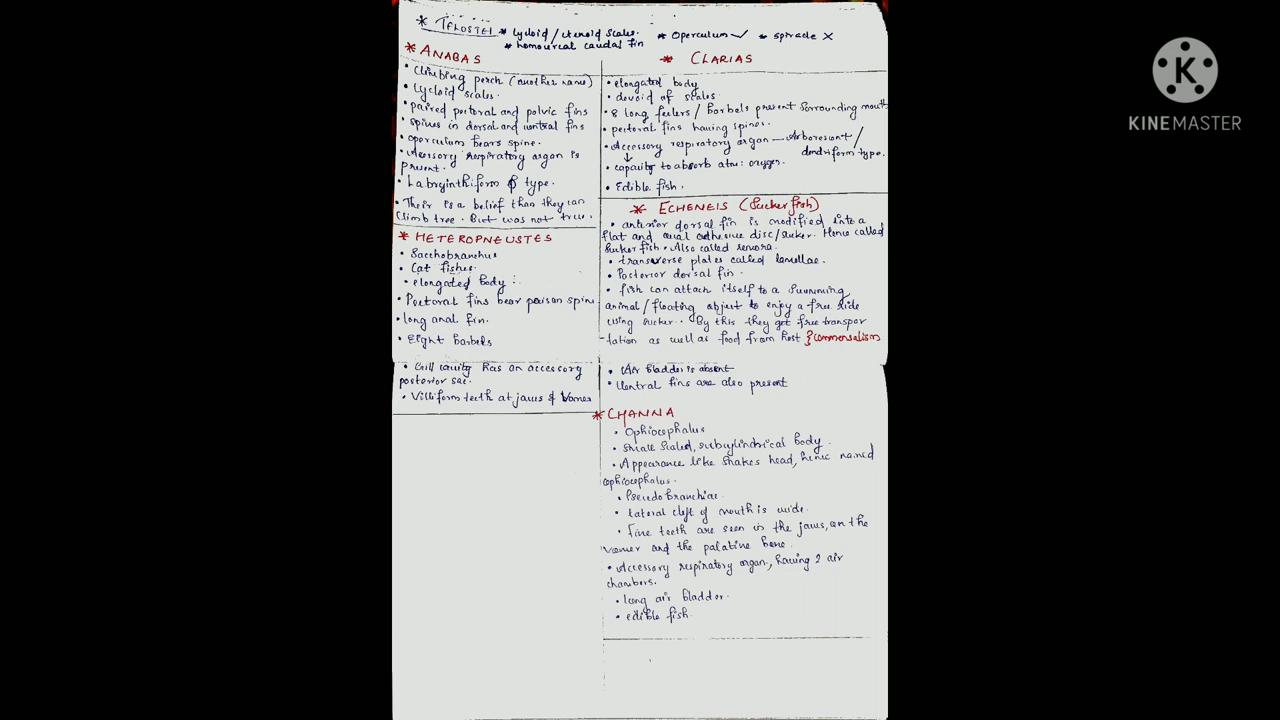 * TELOSTEI * Cycloid/ctenoid scales. * Operculum ✓ * spiracle X
* homoureal caudal fin
* ANABAS
• Climbing perch (another name)
• Cycloid scales.
• paired pectoral and pelvic fins
• spines in dorsal and ventral fins
• operculum bears spine.
• Accessory respiratory organ is
present.
• Labryinthiform type.
• Their is a belief than they can
Climb tree. But was not true.
* HETEROPNEUSTES
• Sacchobranchus
• Cat fishes.
• elongated body
• Pectoral fins bear poison spine
• long anal fin.
• Eight barbels
• Gill cavity has an accessory
posterior sac.
• Villiform teeth at jaws & Vomer
* CLARIAS
• elongated body
• devoid of scales.
• 8 long feelers / barbels present surrounding mouth
• pectoral fins having spines.
• Accessory respiratory organ — Arborescent /
dendriform type.
↓
• capacity to absorb atm: oxygen.
• Edible fish.
* ECHENEIS (Sucker fish)
• anterior dorsal fin is modified into a
flat and oval adhesive disc/sucker. Hence called
sucker fish. Also called remora.
• transverse plates called lamellae.
• Posterior dorsal fin.
• fish can attach itself to a swimming
animal/floating object to enjoy a free ride
using sucker. By this they get free transpor
-tation as well as food from host } commensalism
• Air bladder is absent
• Ventral fins are also present
* CHANNA
• Ophiocephalus
• Small scaled, subcylindrical body.
• Appearance like snakes head, hence named
ophiocephalus.
• Pseudobranchiae.
• lateral cleft of mouth is wide.
• Fine teeth are seen in the jaws, on the
vomer and the palatine bone.
• Accessory respiratory organ, having 2 air
chambers.
• long air bladder.
• edible fish.
K
KINEMASTER